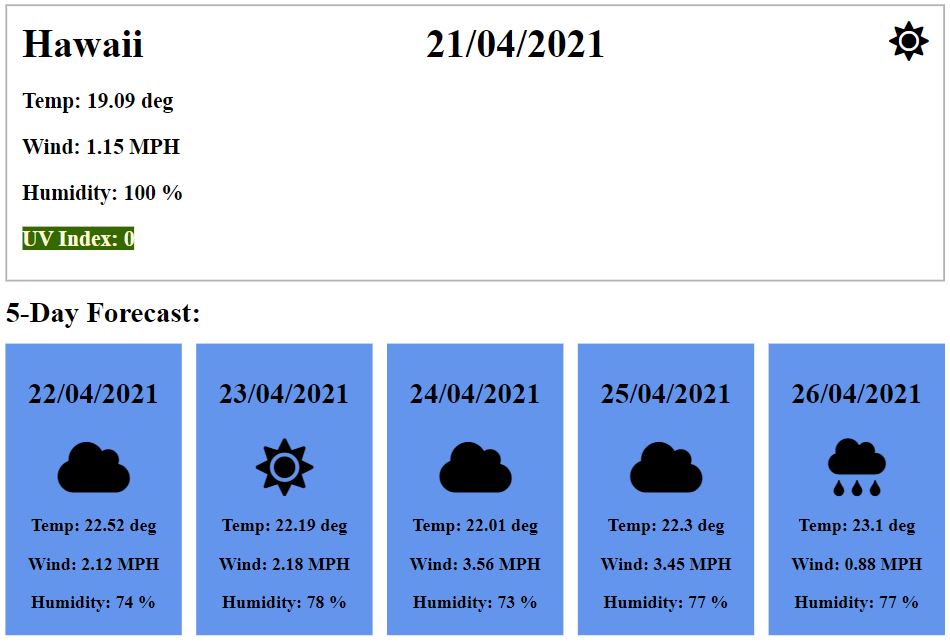 Hawaii 21/04/2021
Temp: 19.09 deg
Wind: 1.15 MPH
Humidity: 100 %
UV Index: 0
5-Day Forecast:
22/04/2021
Temp: 22.52 deg
Wind: 2.12 MPH
Humidity: 74 %
23/04/2021
Temp: 22.19 deg
Wind: 2.18 MPH
Humidity: 78 %
24/04/2021
Temp: 22.01 deg
Wind: 3.56 MPH
Humidity: 73 %
25/04/2021
Temp: 22.3 deg
Wind: 3.45 MPH
Humidity: 77 %
26/04/2021
Temp: 23.1 deg
Wind: 0.88 MPH
Humidity: 77 %